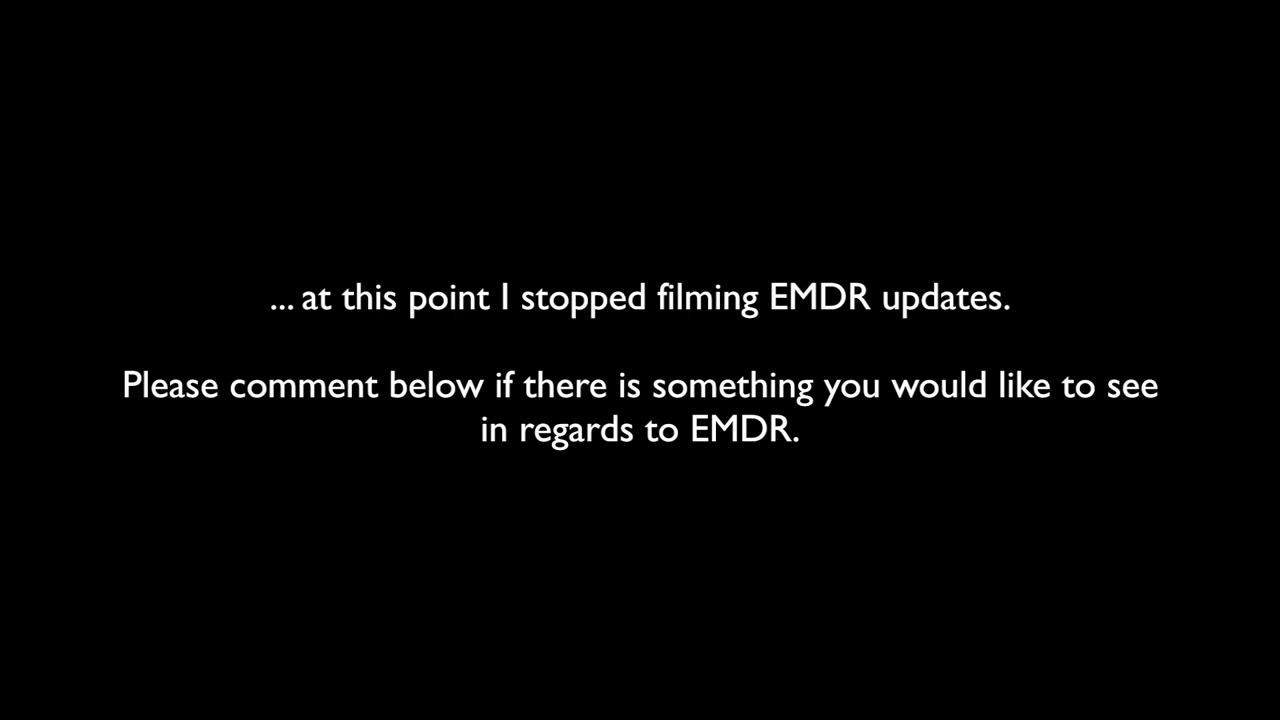 ... at this point I stopped filming EMDR updates.
Please comment below if there is something you would like to see
in regards to EMDR.